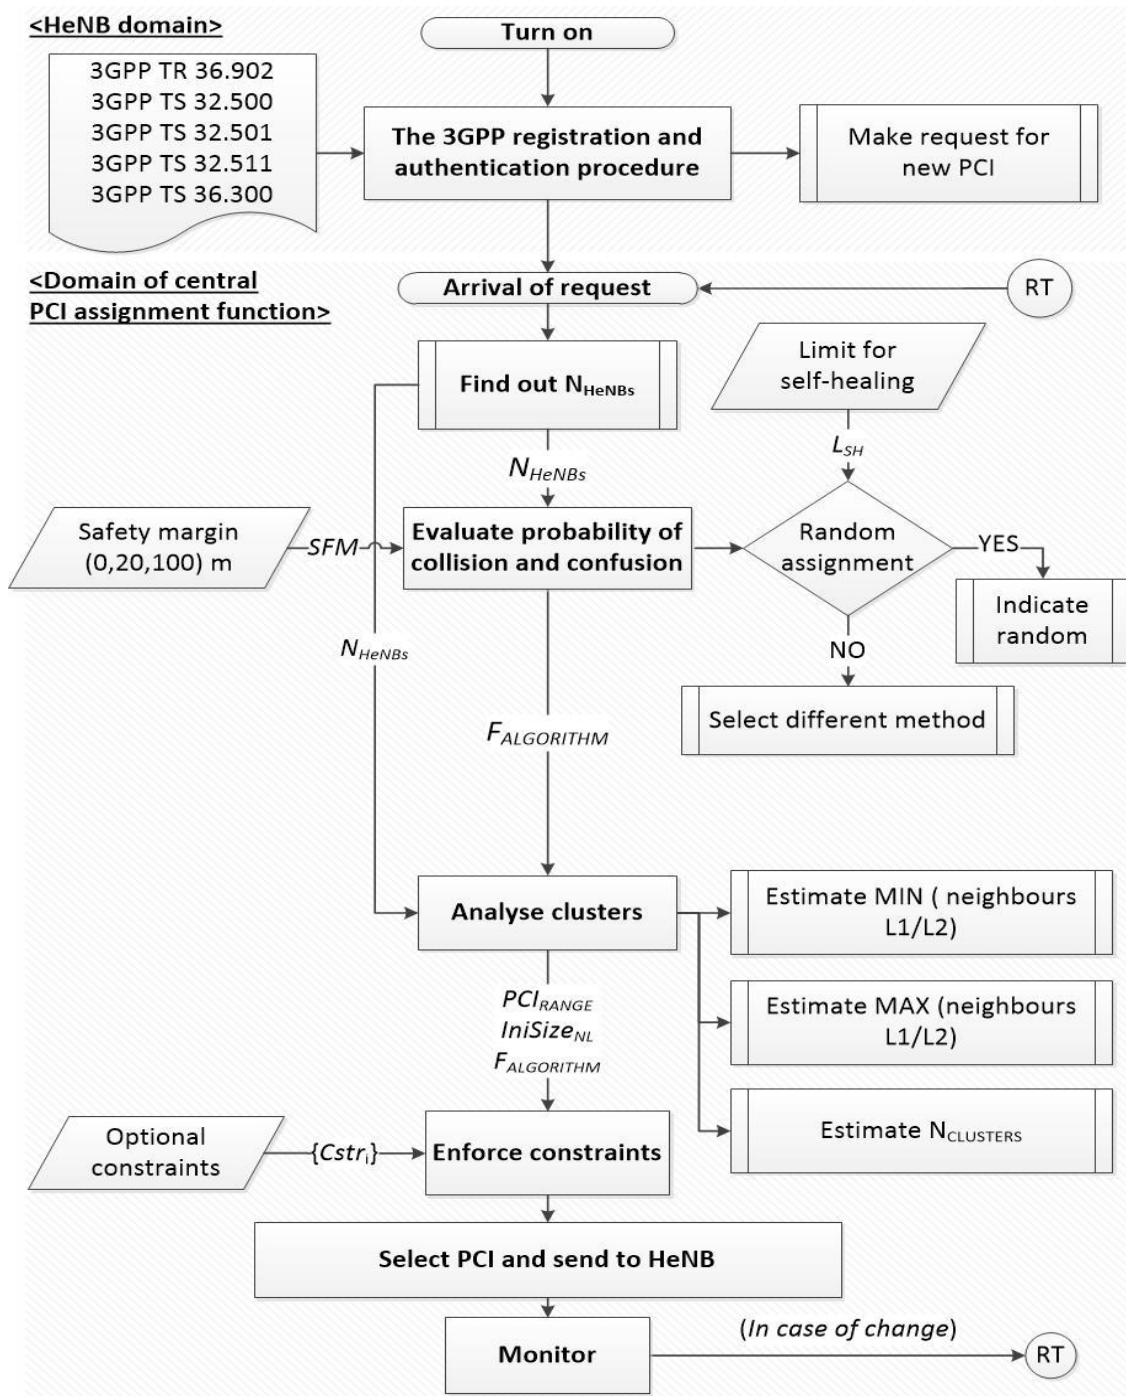 <HeNB domain>
Turn on
3GPP TR 36.902
3GPP TS 32.500
3GPP TS 32.501
3GPP TS 32.511
3GPP TS 36.300
The 3GPP registration and
authentication procedure
Make request for
new PCI
<Domain of central
PCI assignment function>
Arrival of request
RT
Find out NHeNBs
Limit for
self-healing
LSH
NHeNBs
Safety margin
(0,20,100) m
SFM
Evaluate probability of
collision and confusion
Random
assignment
YES
Indicate
random
NHeNBs
NO
Select different method
FALGORITHM
Analyse clusters
Estimate MIN ( neighbours
L1/L2)
PCIRANGE
IniSizeNL
FALGORITHM
Estimate MAX (neighbours
L1/L2)
Estimate NCLUSTERS
Optional
constraints
{Cstri}
Enforce constraints
Select PCI and send to HeNB
Monitor
(In case of change)
RT